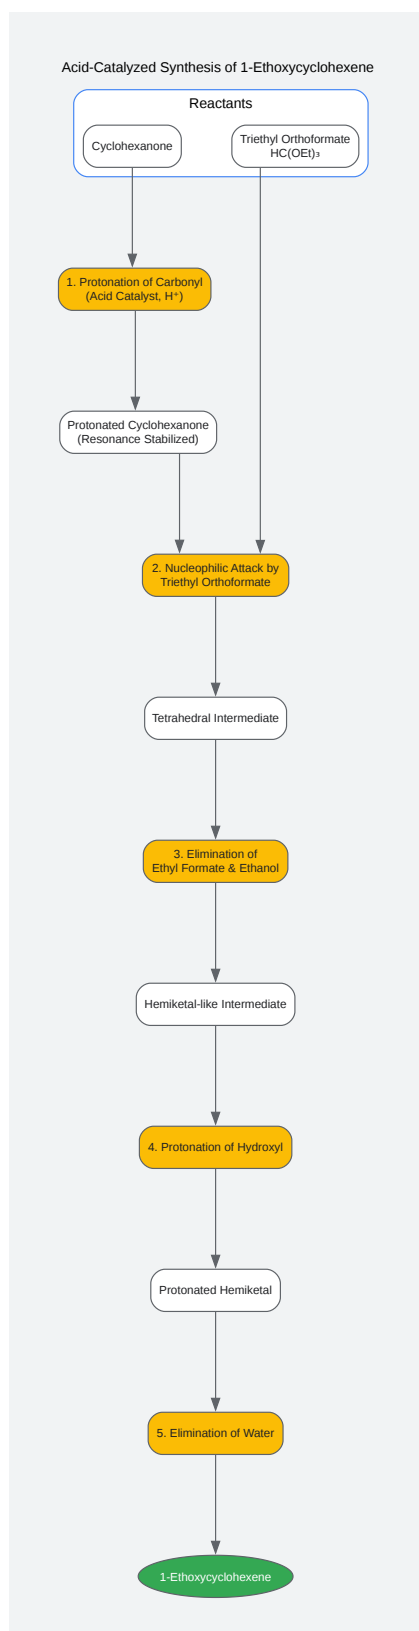 Acid-Catalyzed Synthesis of 1-Ethoxycyclohexene
Reactants
Cyclohexanone
Triethyl Orthoformate
HC(OEt)₃
1. Protonation of Carbonyl
(Acid Catalyst, H⁺)
Protonated Cyclohexanone
(Resonance Stabilized)
2. Nucleophilic Attack by
Triethyl Orthoformate
Tetrahedral Intermediate
3. Elimination of
Ethyl Formate & Ethanol
Hemiketal-like Intermediate
4. Protonation of Hydroxyl
Protonated Hemiketal
5. Elimination of Water
1-Ethoxycyclohexene